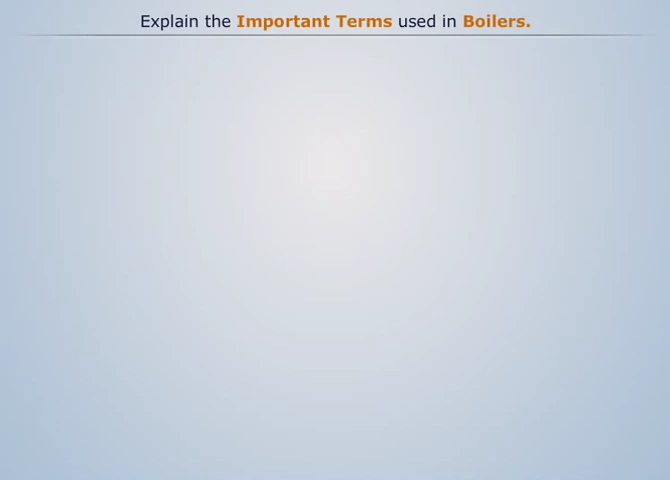 Explain the Important Terms used in Boilers.